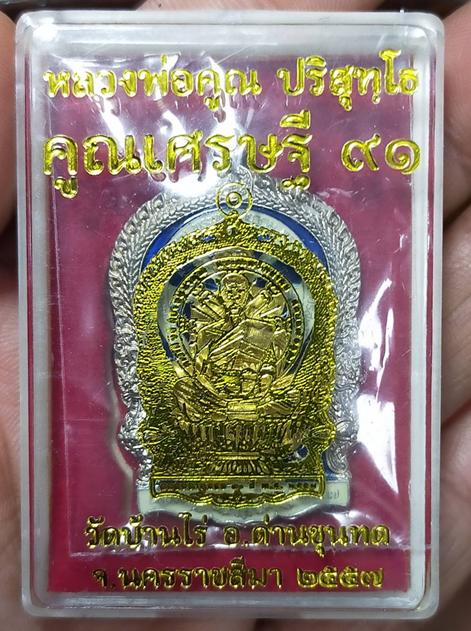 หลวงพ่อคูณ ปริสุทฺโธ
คูณเศรษฐี ๙๑
วัดบ้านไร่ อ.ด่านขุนทด
จ.นครราชสีมา ๒๕๕๗